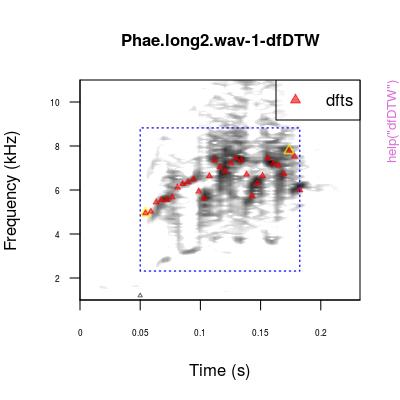 Phae.long2.wav-1-dfDTW
dfts
help("dfDTW")
Frequency (kHz)
10
8
6
4
2
0
0.05
0.1
0.15
0.2
Time (s)